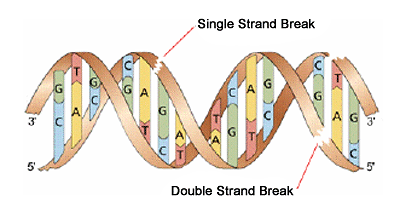 Single Strand Break
G T G C C A G A T C A G C G T A G
C A T T A G T C C
3'
3'
5'
5'
Double Strand Break